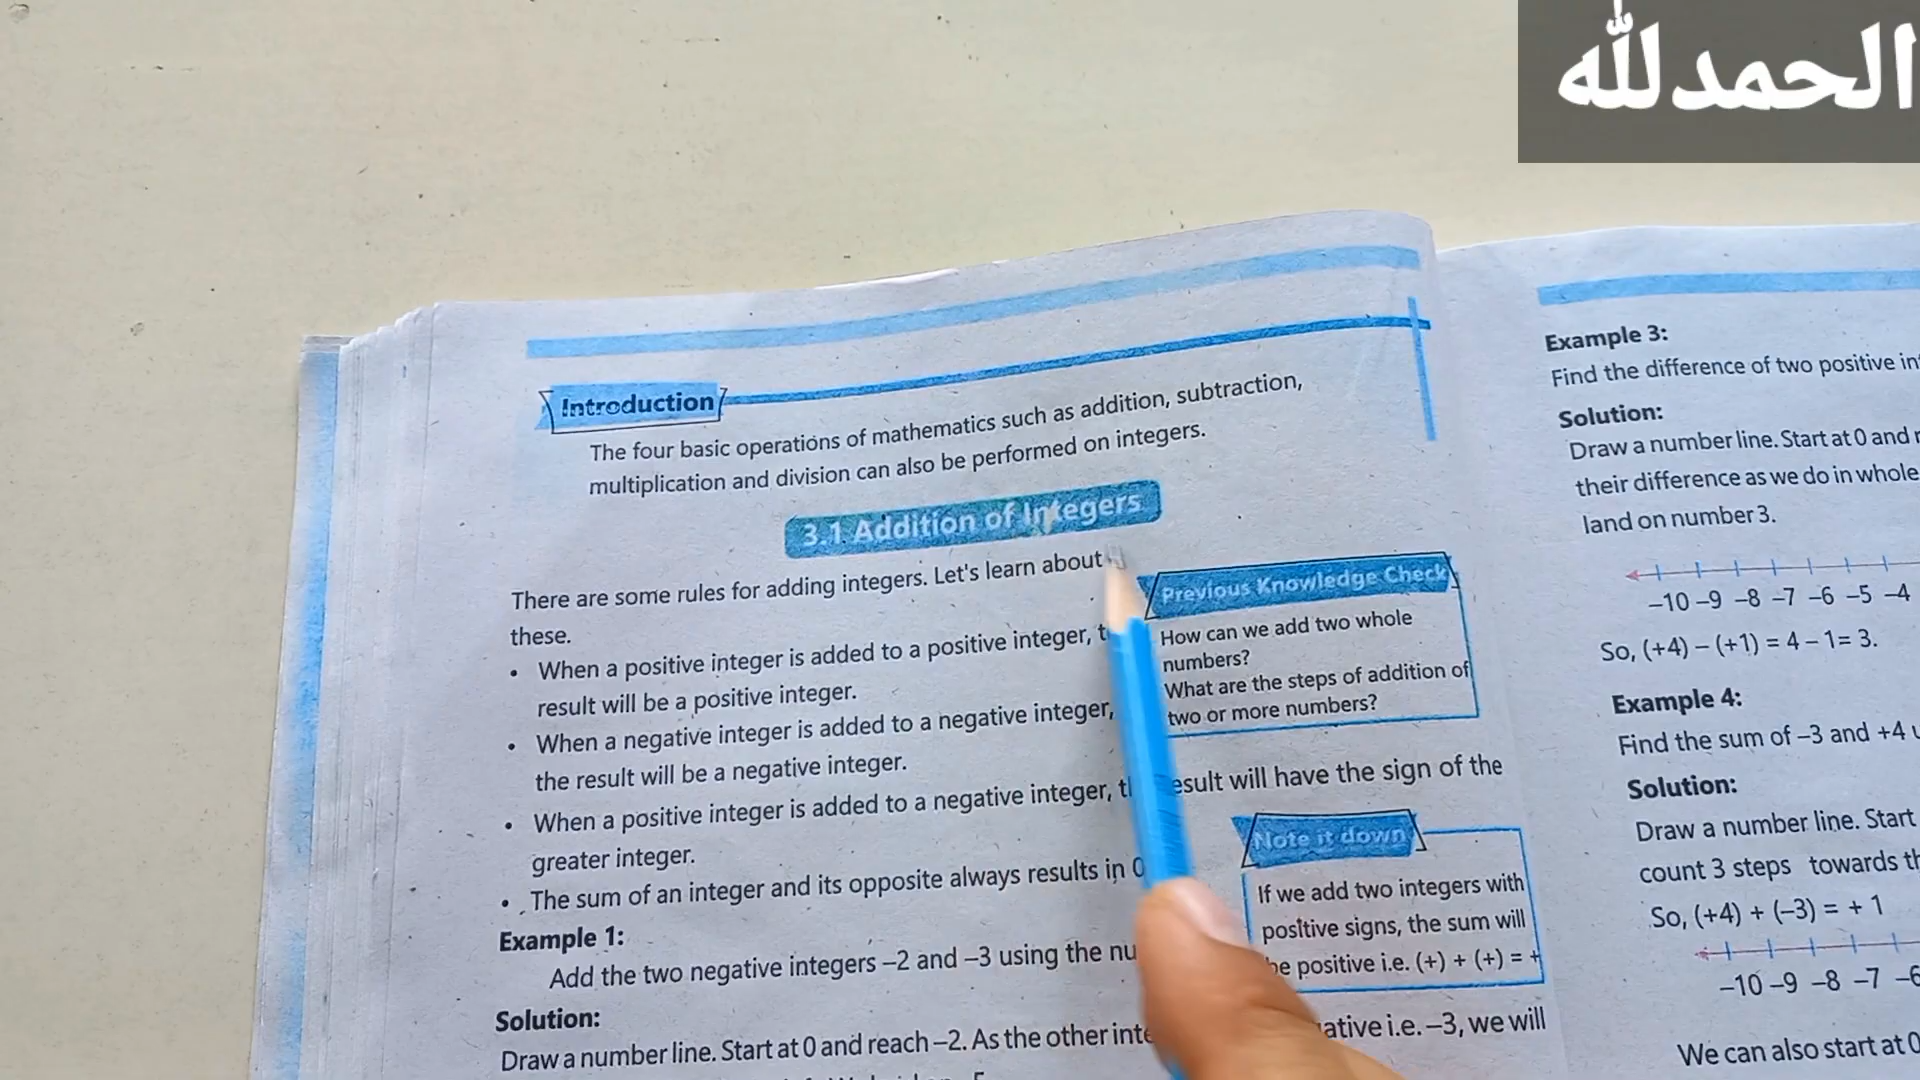 الحمدلله
Introduction
The four basic operations of mathematics such as addition, subtraction,
multiplication and division can also be performed on integers.
3.1 Addition of Integers
There are some rules for adding integers. Let's learn about
these.
• When a positive integer is added to a positive integer,
result will be a positive integer.
• When a negative integer is added to a negative integer,
the result will be a negative integer.
• When a positive integer is added to a negative integer, result will have the sign of the
greater integer.
• The sum of an integer and its opposite always results in 0
Example 1:
Add the two negative integers –2 and –3 using the
Solution:
Draw a number line. Start at 0 and reach –2. As the other i.e. –3, we will
Previous Knowledge Check
How can we add two whole
numbers?
What are the steps of addition of
two or more numbers?
Note it down
If we add two integers with
positive signs, the sum will
be positive i.e. (+) + (+) = +
Example 3:
Find the difference of two positive
Solution:
Draw a number line. Start at 0 and
their difference as we do in whole
land on number 3.
–10 –9 –8 –7 –6 –5 –4
So, (+4) – (+1) = 4 – 1= 3.
Example 4:
Find the sum of –3 and +4
Solution:
Draw a number line. Start
count 3 steps towards
So, (+4) + (–3) = + 1
–10 –9 –8 –7 –6
We can also start at 0